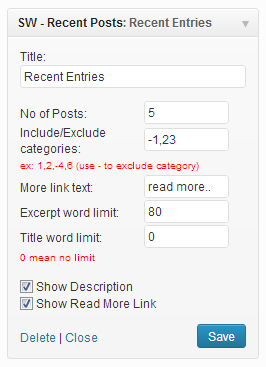 SW - Recent Posts: Recent Entries
Title:
Recent Entries
No of Posts: 5
Include/Exclude
categories: -1,23
ex: 1,2,-4,6 (use - to exclude category)
More link text: read more..
Excerpt word limit: 80
Title word limit: 0
0 mean no limit
Show Description
Show Read More Link
Delete | Close Save